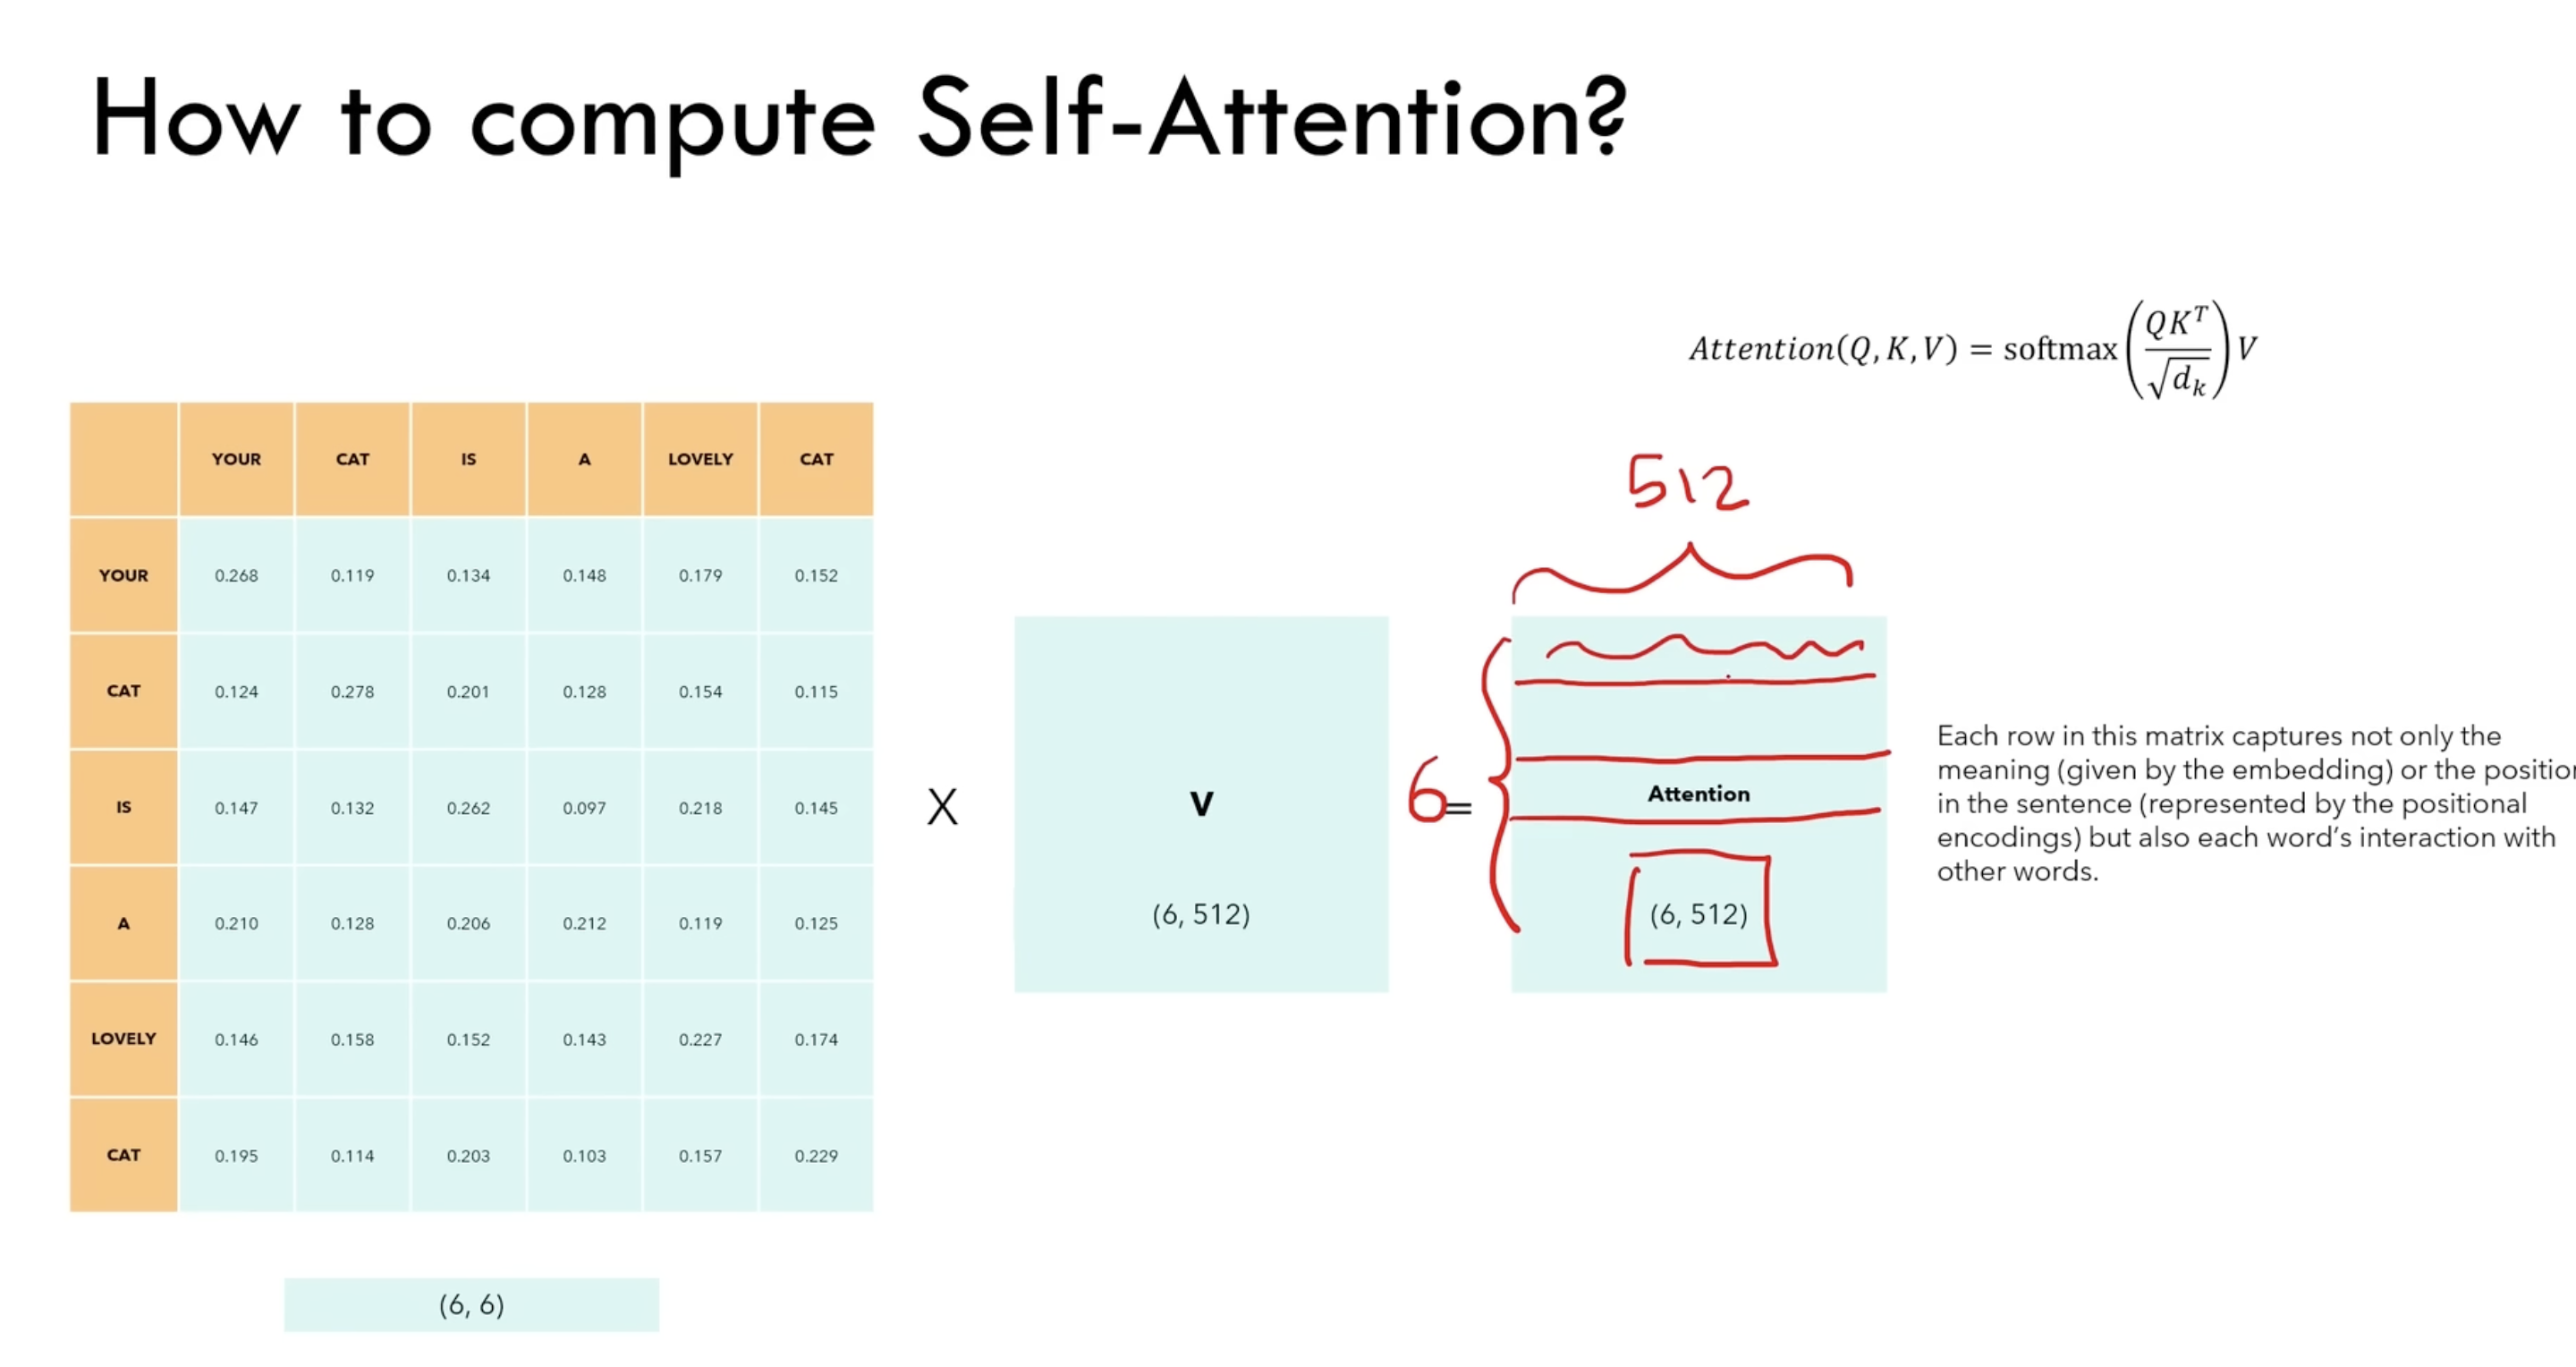 How to compute Self-Attention?
Attention(Q, K, V) = softmax(QK^T / √d_k)V
YOUR CAT IS A LOVELY CAT
YOUR 0.268 0.119 0.134 0.148 0.179 0.152
CAT 0.124 0.278 0.201 0.128 0.154 0.115
IS 0.147 0.132 0.262 0.097 0.218 0.145
A 0.210 0.128 0.206 0.212 0.119 0.125
LOVELY 0.146 0.158 0.152 0.143 0.227 0.174
CAT 0.195 0.114 0.203 0.103 0.157 0.229
(6, 6)
X
V
(6, 512)
6
=
512
Attention
(6, 512)
Each row in this matrix captures not only the
meaning (given by the embedding) or the positio
in the sentence (represented by the positional
encodings) but also each word's interaction with
other words.